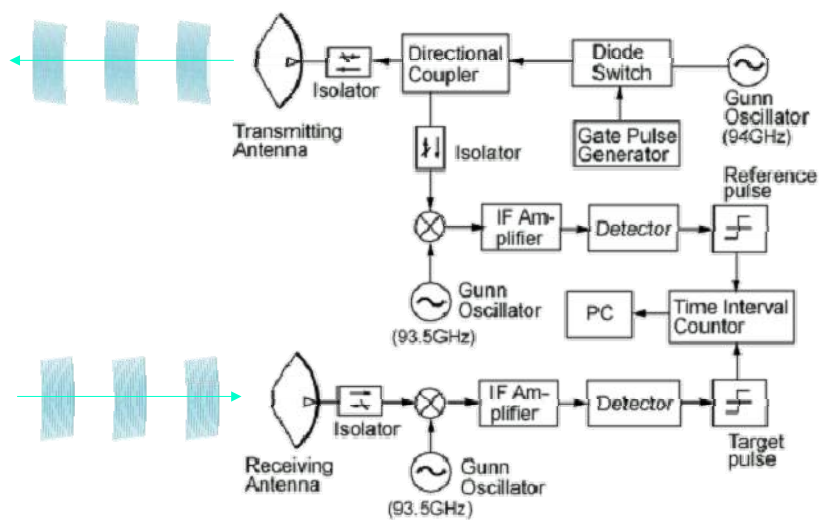 Directional
Coupler
Diode
Switch
Isolator
Gunn
Oscillator
(94GHz)
Transmitting
Antenna
Isolator
Gate Pulse
Generator
Reference
pulse
IF Am-
plifier
Detector
Gunn
Oscillator
(93.5GHz)
PC
Time Interval
Countor
IF Am-
plifier
Detector
Isolator
Target
pulse
Receiving
Antenna
Gunn
Oscillator
(93.5GHz)